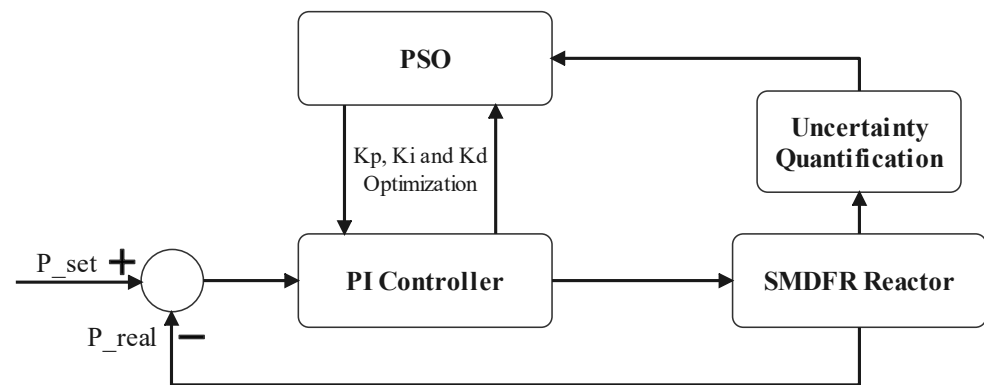 PSO
Uncertainty
Quantification
Kp, Ki and Kd
Optimization
P_set +
PI Controller
SMDFR Reactor
P_real −